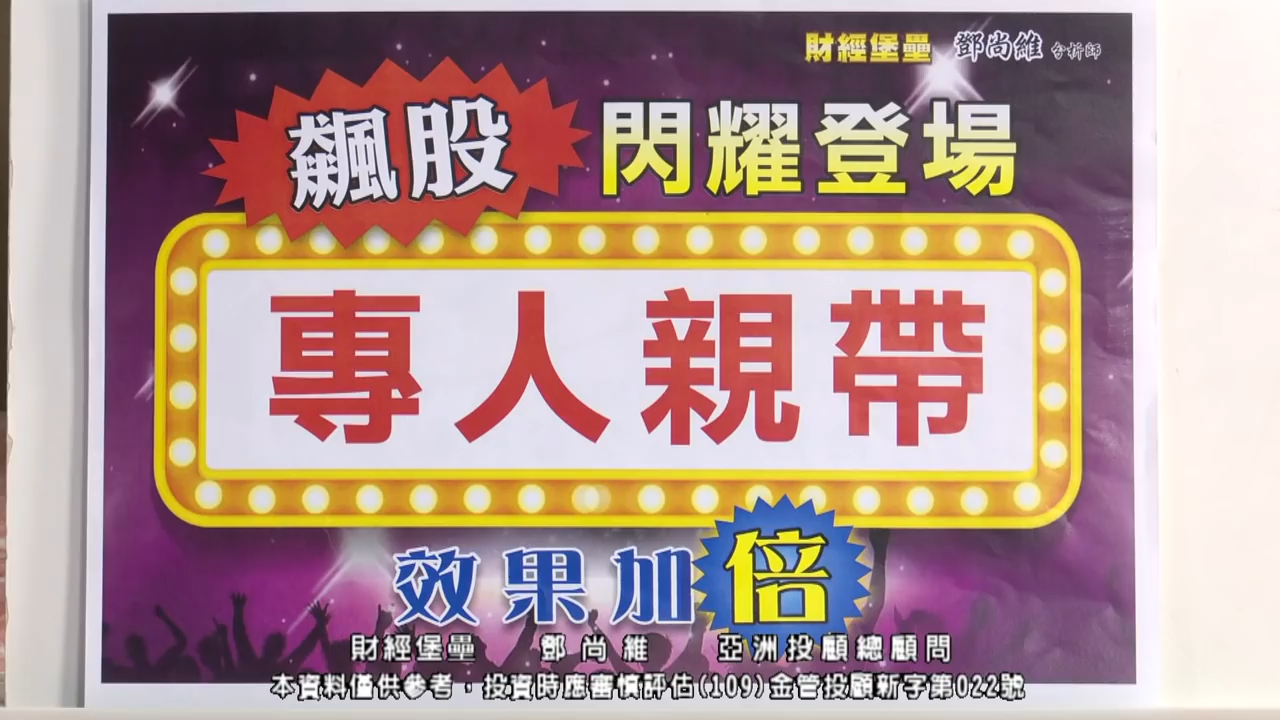 財經堡壘 鄧尚維 分析師
飆股 閃耀登場
專人親帶
效果加倍
財經堡壘 鄧尚維 亞洲投顧總顧問
本資料僅供參考，投資時應審慎評估(109)金管投顧新字第022號